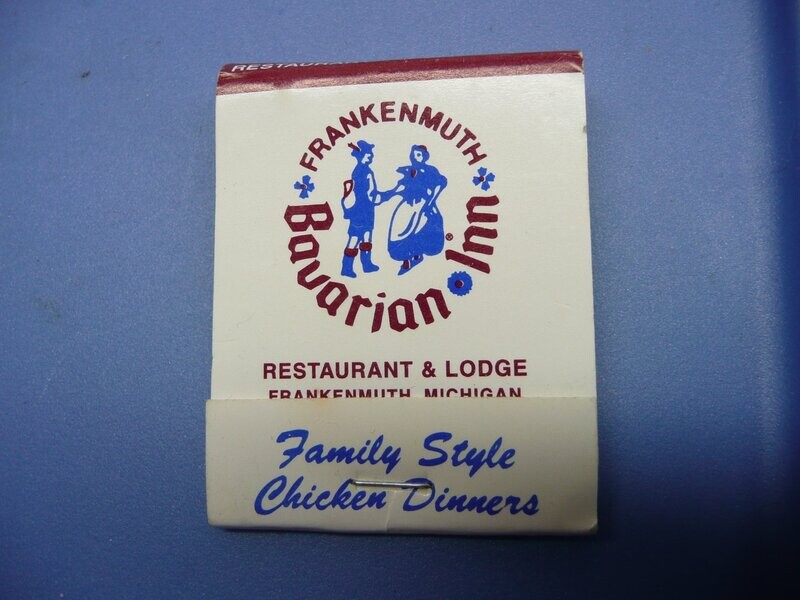 FRANKENMUTH
Bavarian Inn
®
RESTAURANT & LODGE
FRANKENMUTH, MICHIGAN
Family Style
Chicken Dinners